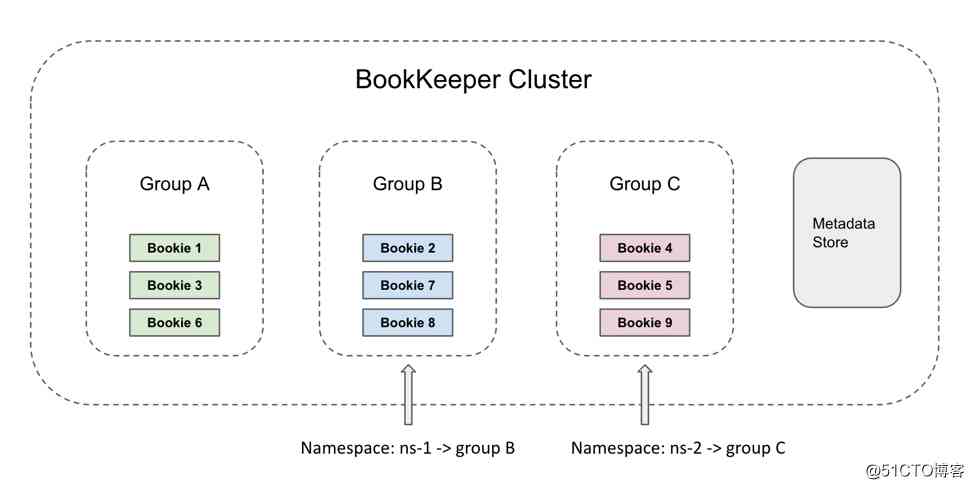 BookKeeper Cluster
Group A
Bookie 1
Bookie 3
Bookie 6
Group B
Bookie 2
Bookie 7
Bookie 8
Group C
Bookie 4
Bookie 5
Bookie 9
Metadata
Store
Namespace: ns-1 -> group B
Namespace: ns-2 -> group C
@51CTO博客